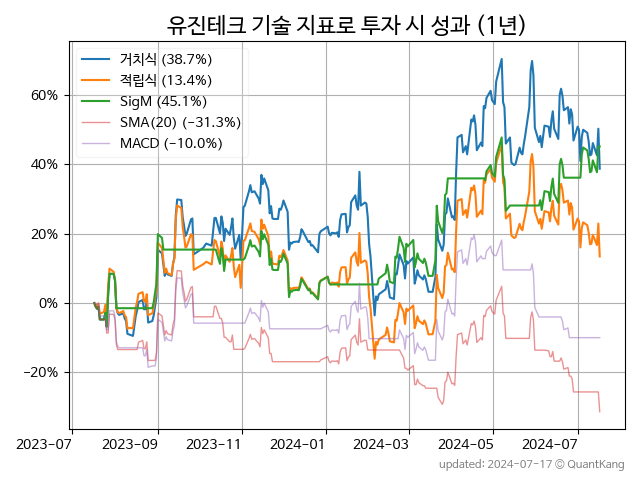 유진테크 기술 지표로 투자 시 성과 (1년)
거치식 (38.7%)
적립식 (13.4%)
SigM (45.1%)
SMA(20) (−31.3%)
MACD (−10.0%)
60%
40%
20%
0%
−20%
2023-07 2023-09 2023-11 2024-01 2024-03 2024-05 2024-07
updated: 2024-07-17 © QuantKang